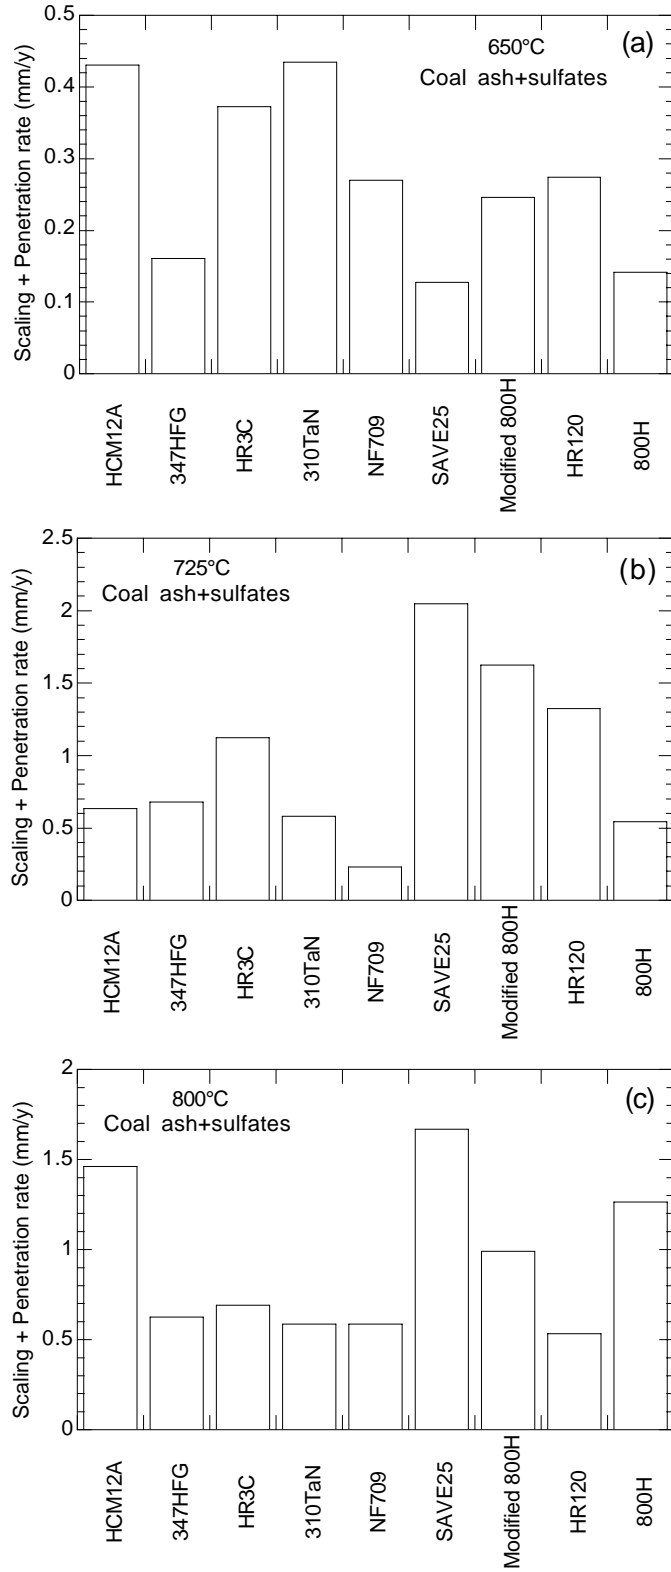 0.5
0.4
0.3
0.2
0.1
0
Scaling + Penetration rate (mm/y)
650°C
Coal ash+sulfates
(a)
HCM12A
347HFG
HR3C
310TaN
NF709
SAVE25
Modified 800H
HR120
800H
2.5
2
1.5
1
0.5
0
Scaling + Penetration rate (mm/y)
725°C
Coal ash+sulfates
(b)
HCM12A
347HFG
HR3C
310TaN
NF709
SAVE25
Modified 800H
HR120
800H
2
1.5
1
0.5
0
Scaling + Penetration rate (mm/y)
800°C
Coal ash+sulfates
(c)
HCM12A
347HFG
HR3C
310TaN
NF709
SAVE25
Modified 800H
HR120
800H